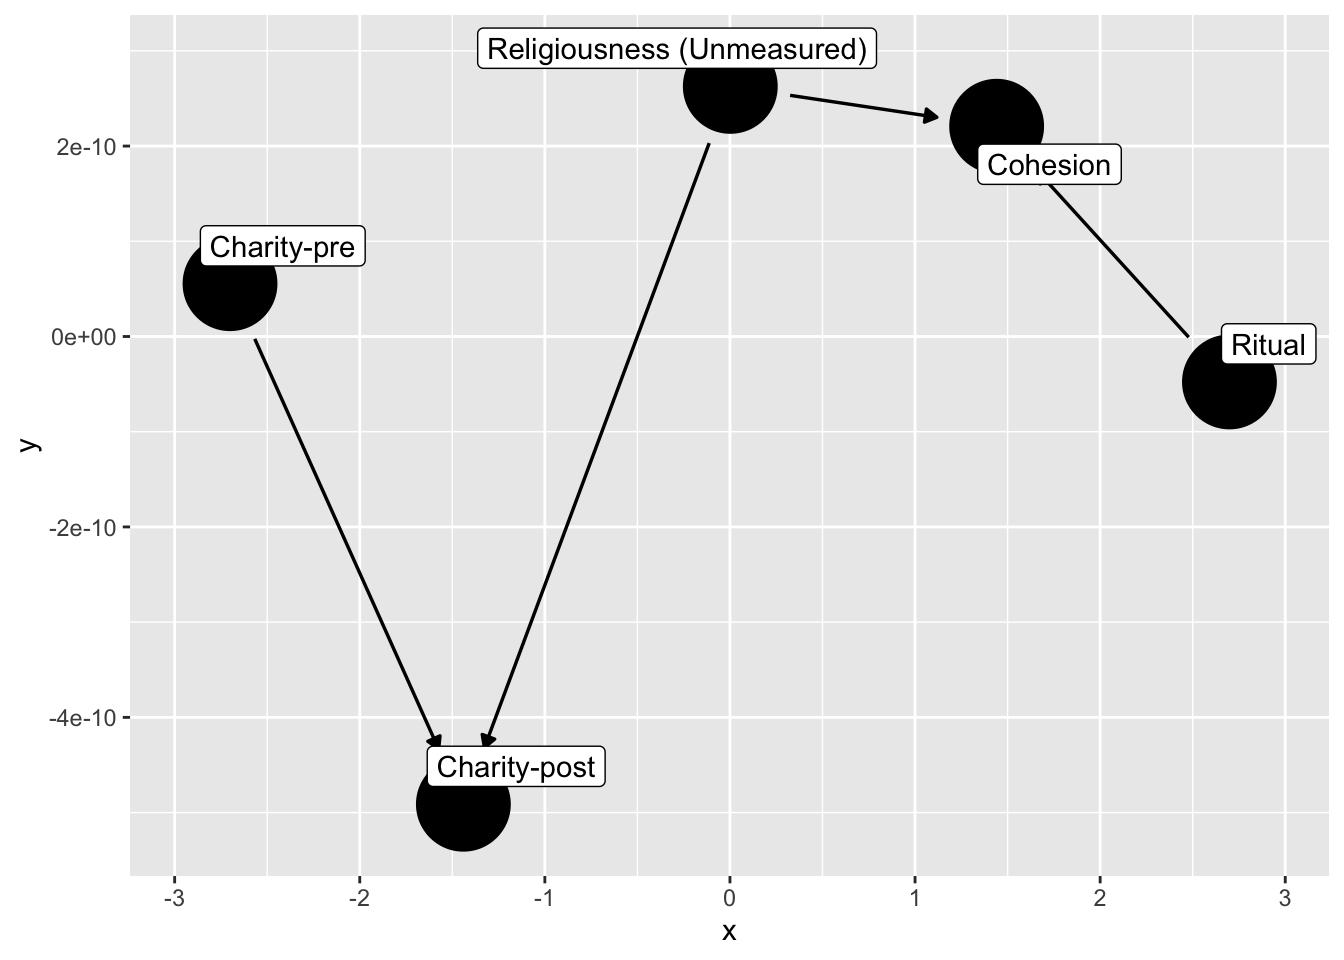 Religiousness (Unmeasured)
Cohesion
Charity-pre
Ritual
Charity-post
2e-10
0e+00
-2e-10
-4e-10
y
-3
-2
-1
0
1
2
3
x